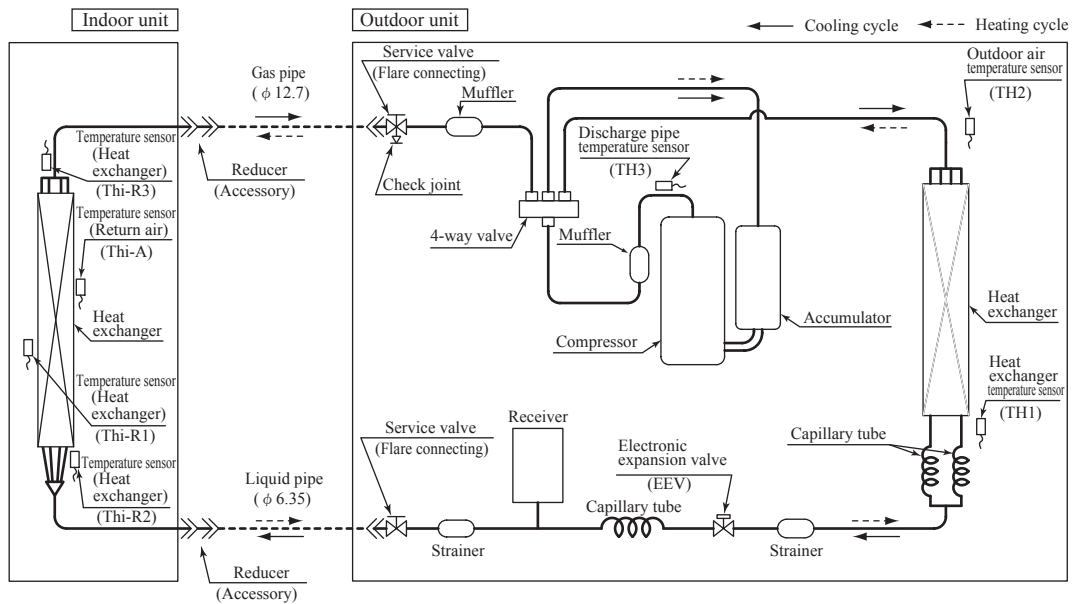 Indoor unit
Outdoor unit
Cooling cycle
Heating cycle
Gas pipe
( ϕ 12.7)
Service valve
(Flare connecting)
Muffler
Outdoor air
temperature sensor
(TH2)
Discharge pipe
temperature sensor
(TH3)
Temperature sensor
(Heat
exchanger)
(Thi-R3)
Reducer
(Accessory)
Check joint
4-way valve
Muffler
Temperature sensor
(Return air)
(Thi-A)
Heat
exchanger
Compressor
Accumulator
Heat
exchanger
Temperature sensor
(Heat
exchanger)
(Thi-R1)
Heat
exchanger
temperature sensor
(TH1)
Temperature sensor
(Heat
exchanger)
(Thi-R2)
Liquid pipe
( ϕ 6.35)
Service valve
(Flare connecting)
Receiver
Electronic
expansion valve
(EEV)
Capillary tube
Capillary tube
Strainer
Strainer
Reducer
(Accessory)